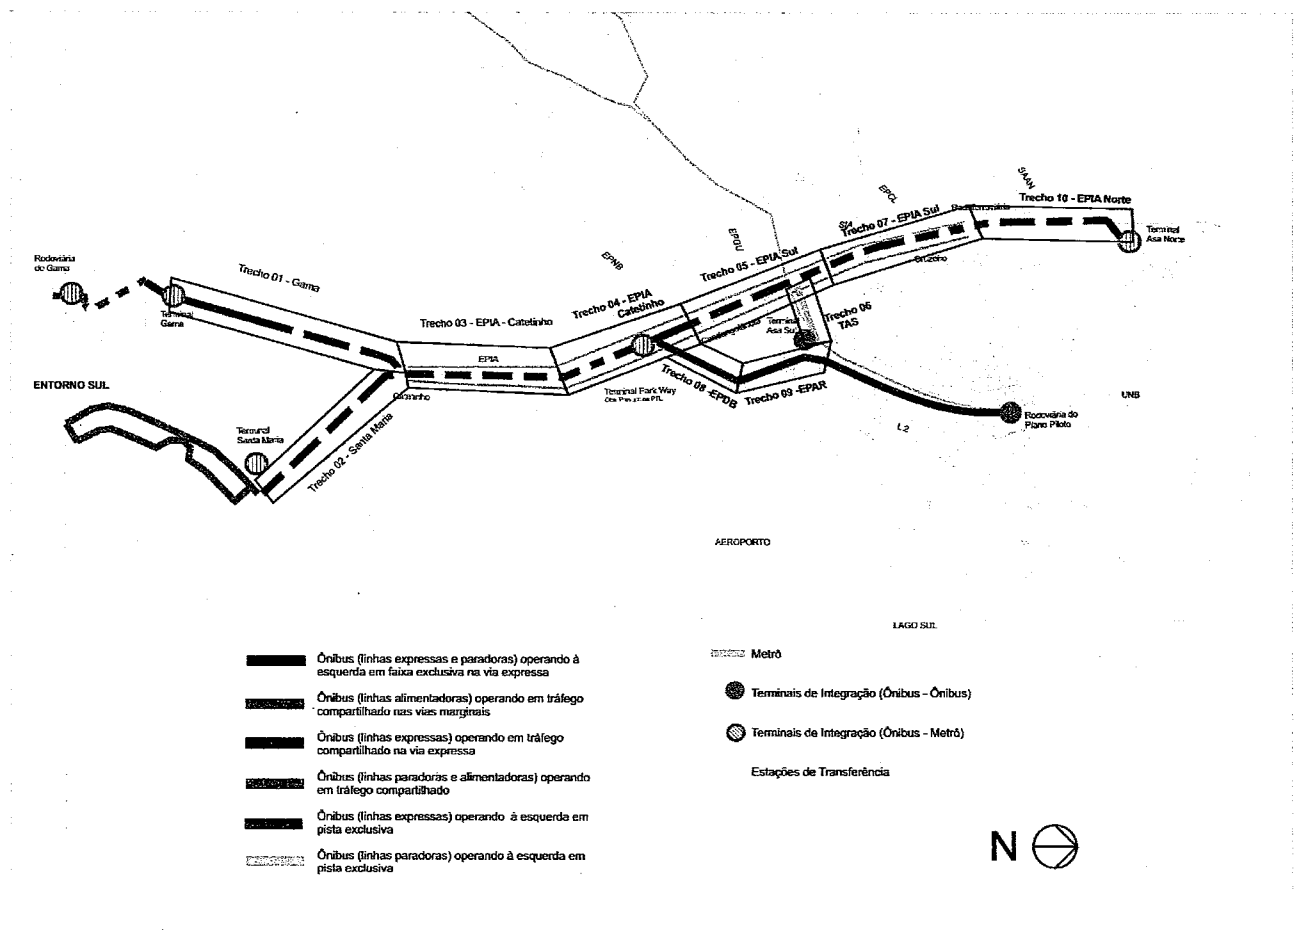 SAAN
EPCL
Trecho 10 - EPIA Norte
Trecho 07 - EPIA Sul
SIA
EPGU
Terminal
Asa Norte
EPNB
Trecho 05 - EPIA Sul
Rodoviária
do Gama
Trecho 01 - Gama
Trecho 04 - EPIA
Catetinho
Terminal
Gama
Trecho 03 - EPIA - Catetinho
Terminal
Asa Sul
Trecho 06
TAS
EPIA
Candangolândia
ENTORNO SUL
Trecho 08 -EPDB
Trecho 09 -EPAR
Terminal Park Way
UNB
Rodoviária do
Plano Piloto
L2
Terminal
Santa Maria
Trecho 02 - Santa Maria
AEROPORTO
LAGO SUL
Ônibus (linhas expressas e paradoras) operando à
esquerda em faixa exclusiva na via expressa
Ônibus (linhas alimentadoras) operando em tráfego
compartilhado nas vias marginais
Ônibus (linhas expressas) operando em tráfego
compartilhado na via expressa
Ônibus (linhas paradoras e alimentadoras) operando
em tráfego compartilhado
Ônibus (linhas expressas) operando à esquerda em
pista exclusiva
Ônibus (linhas paradoras) operando à esquerda em
pista exclusiva
Metrô
Terminais de Integração (Ônibus - Ônibus)
Terminais de Integração (Ônibus - Metrô)
Estações de Transferência
N